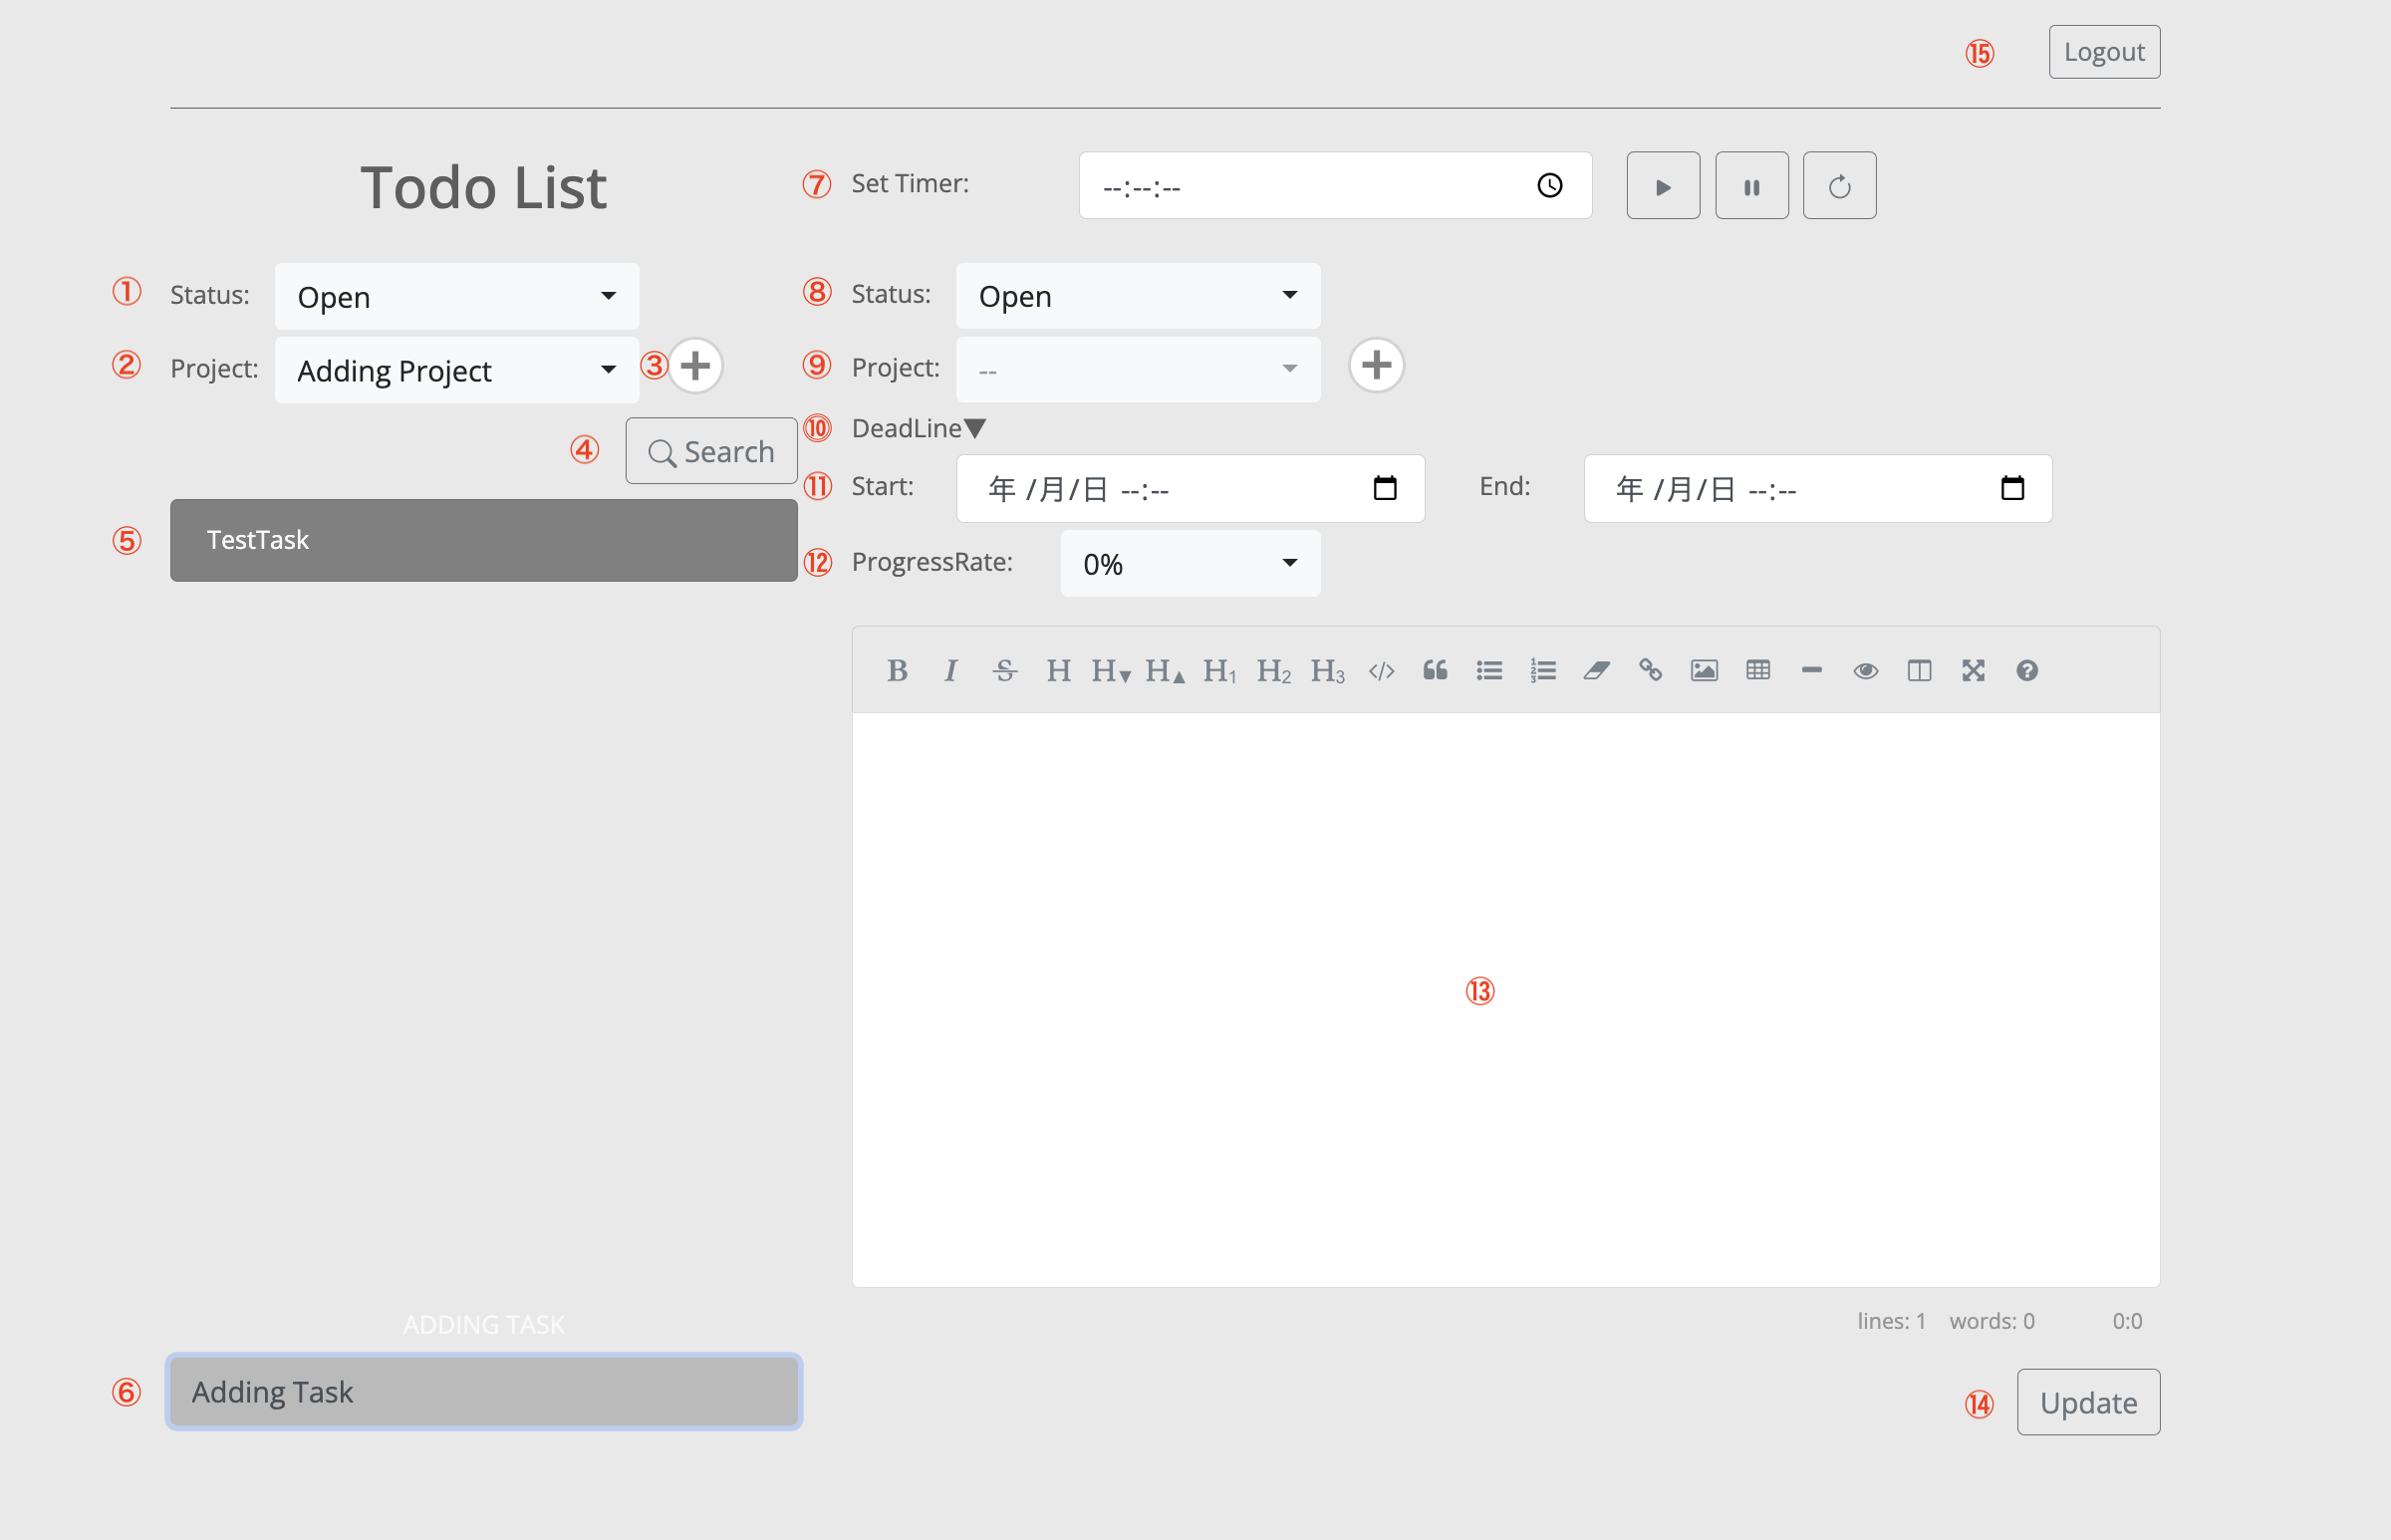 ⑮ Logout
Todo List
⑦ Set Timer: --:--:--
① Status: Open
⑧ Status: Open
② Project: Adding Project ③
⑨ Project: --
④ Search
⑩ DeadLine▼
⑪ Start: 年 /月/日 --:-- End: 年 /月/日 --:--
⑤ TestTask
⑫ ProgressRate: 0%
B I S H H▼ H▲ H1 H2 H3 </>
⑬
ADDING TASK
lines: 1 words: 0 0:0
⑥ Adding Task
⑭ Update